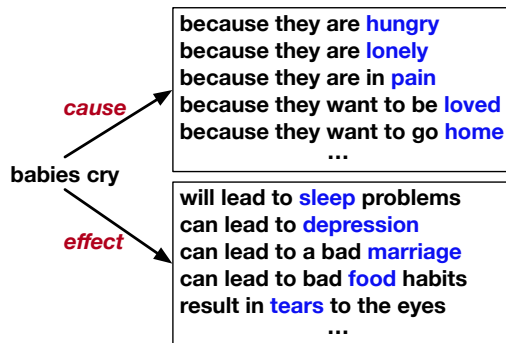 because they are hungry
because they are lonely
because they are in pain
because they want to be loved
because they want to go home
...
cause
babies cry
effect
will lead to sleep problems
can lead to depression
can lead to a bad marriage
can lead to bad food habits
result in tears to the eyes
...